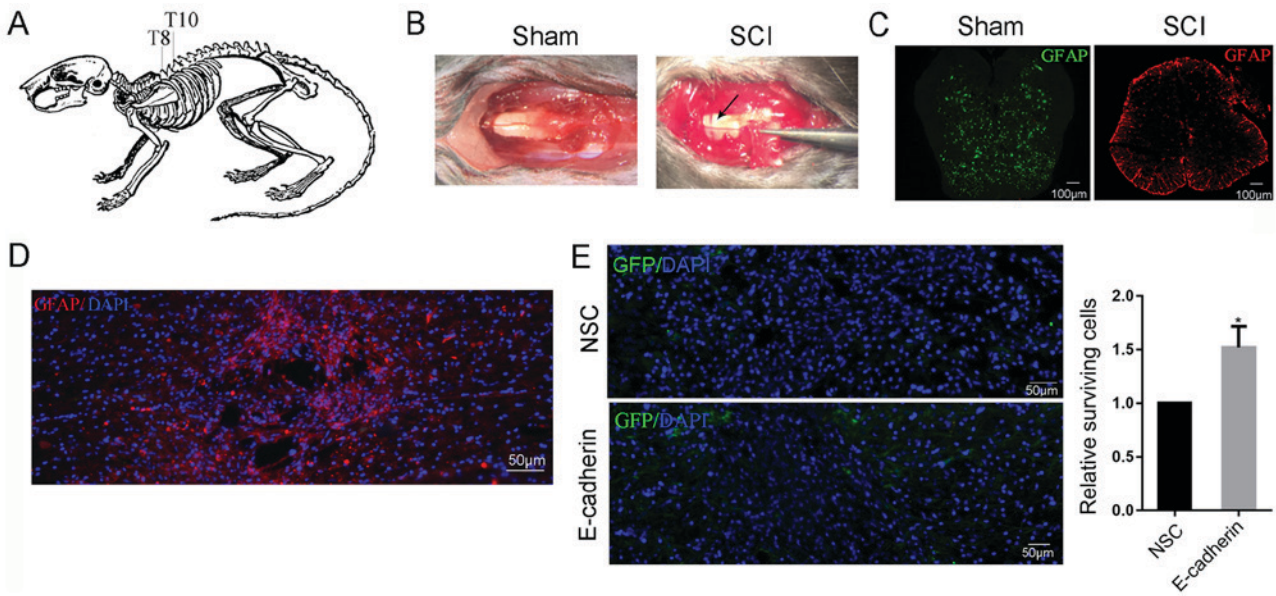 A
T8
T10
B
Sham
SCI
C
Sham
SCI
GFAP
GFAP
100μm
100μm
D
GFAP/DAPI
50μm
E
NSC
GFP/DAPI
50μm
E-cadherin
GFP/DAPI
50μm
Relative surviving cells
2.0
1.5
1.0
0.5
0.0
*
NSC
E-cadherin